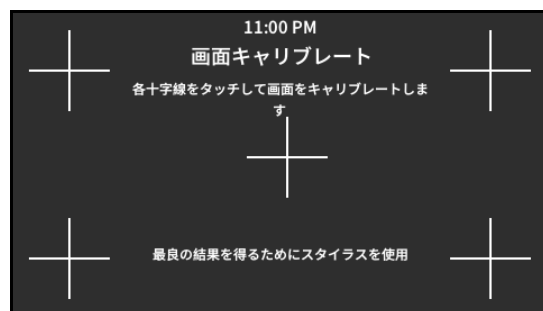 11:00 PM
画面キャリブレート
各十字線をタッチして画面をキャリブレートしま
す
最良の結果を得るためにスタイラスを使用